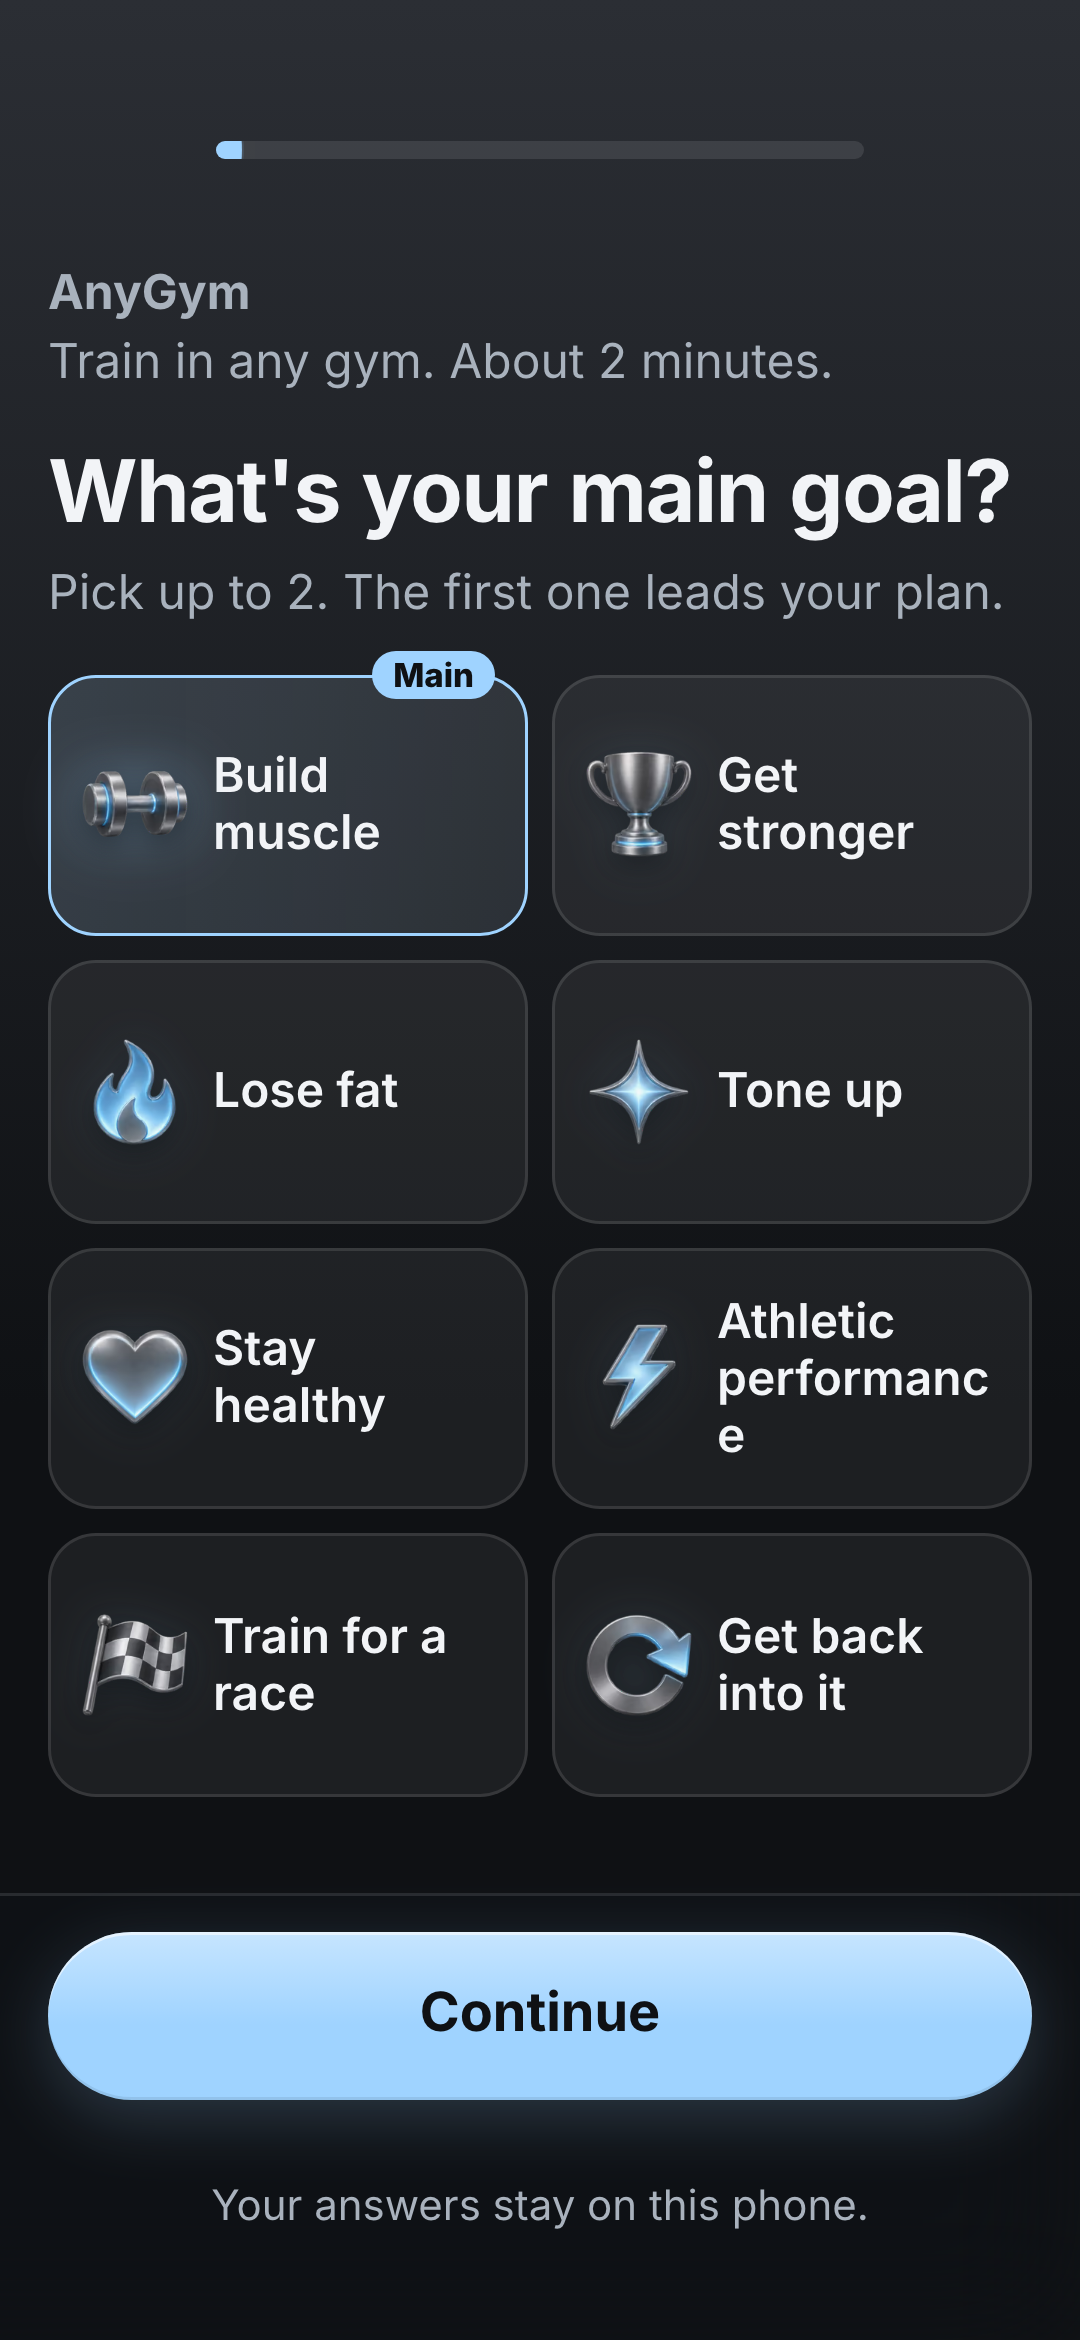 AnyGym
Train in any gym. About 2 minutes.
What's your main goal?
Pick up to 2. The first one leads your plan.
Main
Build
muscle
Get
stronger
Lose fat
Tone up
Stay
healthy
Athletic
performanc
e
Train for a
race
Get back
into it
Continue
Your answers stay on this phone.